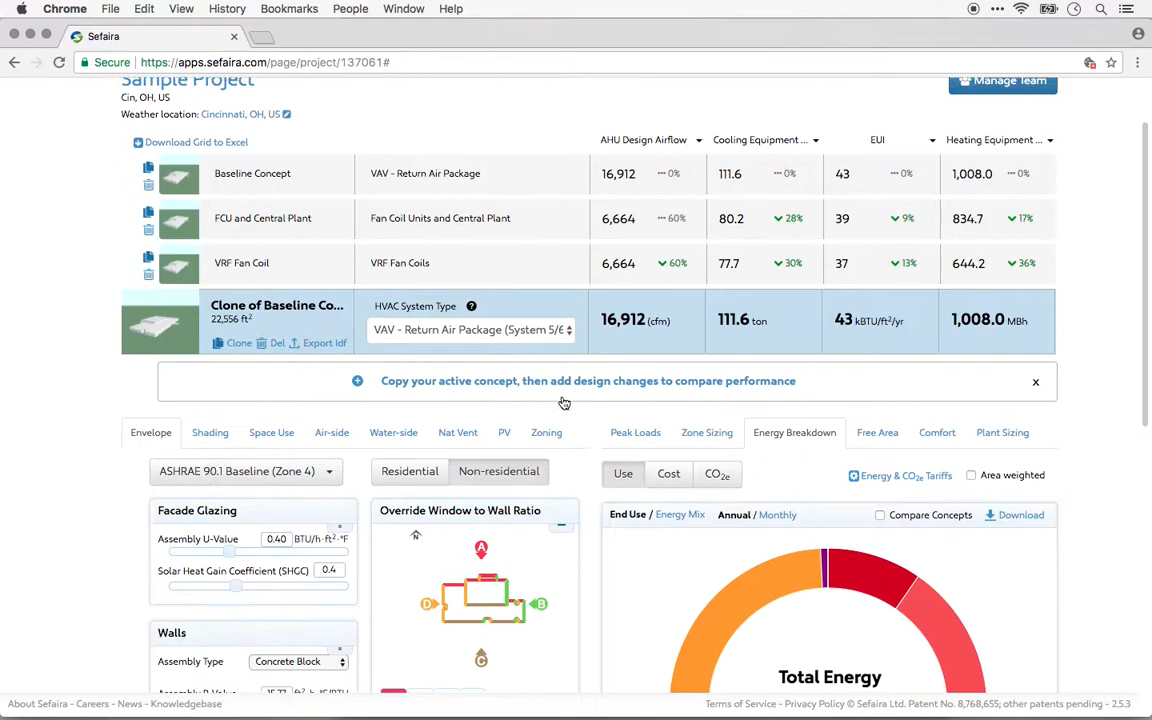 Chrome File Edit View History Bookmarks People Window Help
Sefaira
Secure https://apps.sefaira.com/page/project/137061#
Sample Project
Manage Team
Cin, OH, US
Weather location: Cincinnati, OH, US
Download Grid to Excel AHU Design Airflow Cooling Equipment ... EUI Heating Equipment ...
Baseline Concept VAV - Return Air Package 16,912 0% 111.6 0% 43 0% 1,008.0 0%
FCU and Central Plant Fan Coil Units and Central Plant 6,664 60% 80.2 28% 39 9% 834.7 17%
VRF Fan Coil VRF Fan Coils 6,664 60% 77.7 30% 37 13% 644.2 36%
Clone of Baseline Co... HVAC System Type ?
22,556 ft² VAV - Return Air Package (System 5/6 16,912 (cfm) 111.6 ton 43 kBTU/ft²/yr 1,008.0 MBh
Clone Del Export Idf
Copy your active concept, then add design changes to compare performance x
Envelope Shading Space Use Air-side Water-side Nat Vent PV Zoning Peak Loads Zone Sizing Energy Breakdown Free Area Comfort Plant Sizing
ASHRAE 90.1 Baseline (Zone 4) Residential Non-residential Use Cost CO₂e Energy & CO₂e Tariffs Area weighted
Facade Glazing Override Window to Wall Ratio End Use / Energy Mix Annual / Monthly Compare Concepts Download
Assembly U-Value 0.40 BTU/h·ft²·°F N
A
Solar Heat Gain Coefficient (SHGC) 0.4
D B
Walls
C
Assembly Type Concrete Block
Total Energy
About Sefaira - Careers - News - Knowledgebase Terms of Service - Privacy Policy © Sefaira Ltd. Patent No. 8,768,655; other patents pending - 2.5.3